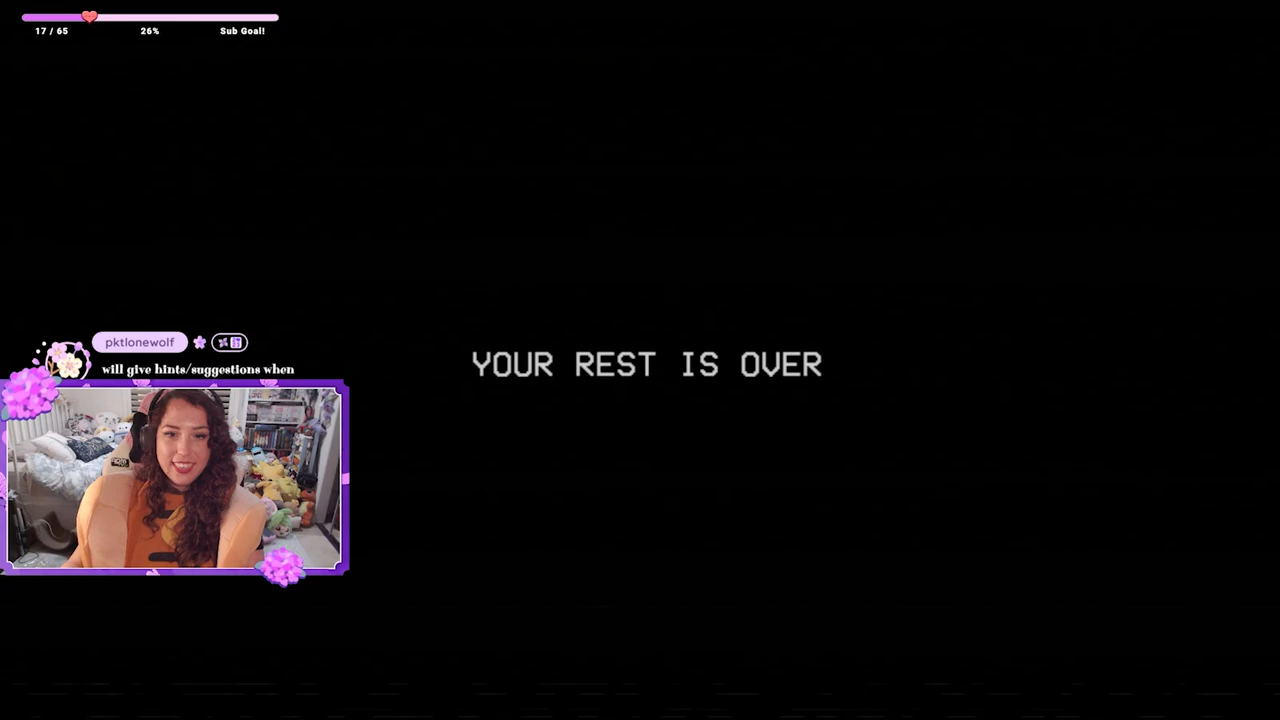 17 / 65 26% Sub Goal!
pktlonewolf
will give hints/suggestions when
YOUR REST IS OVER